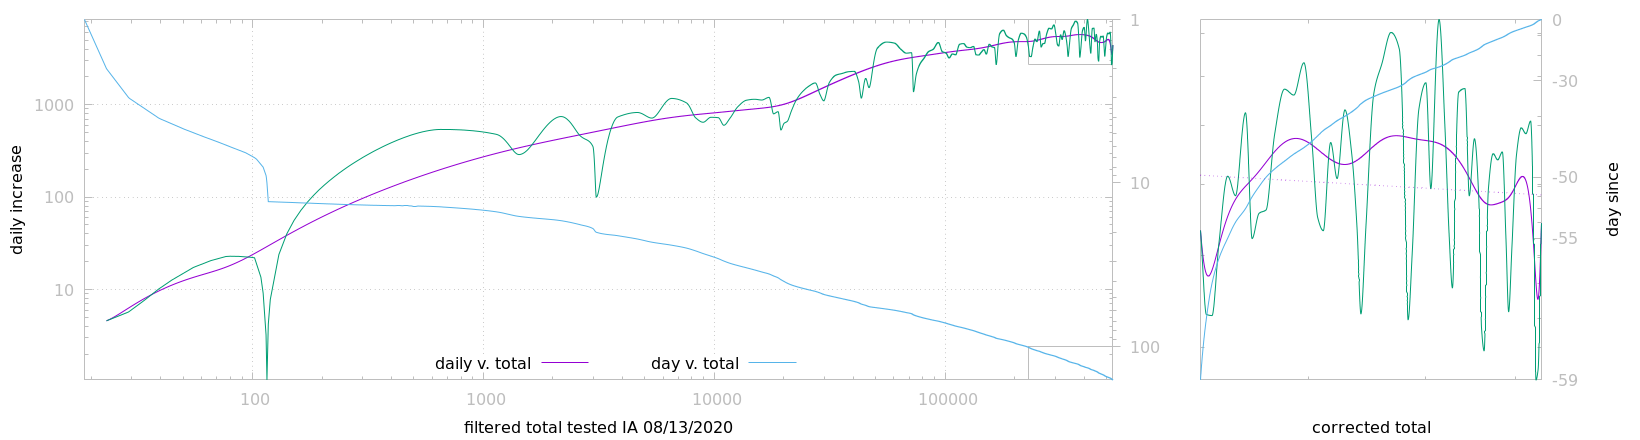 1
0
-30
1000
daily increase
10
-50
day since
100
-55
10
daily v. total
day v. total
100
100
1000
10000
100000
-59
filtered total tested IA 08/13/2020
corrected total